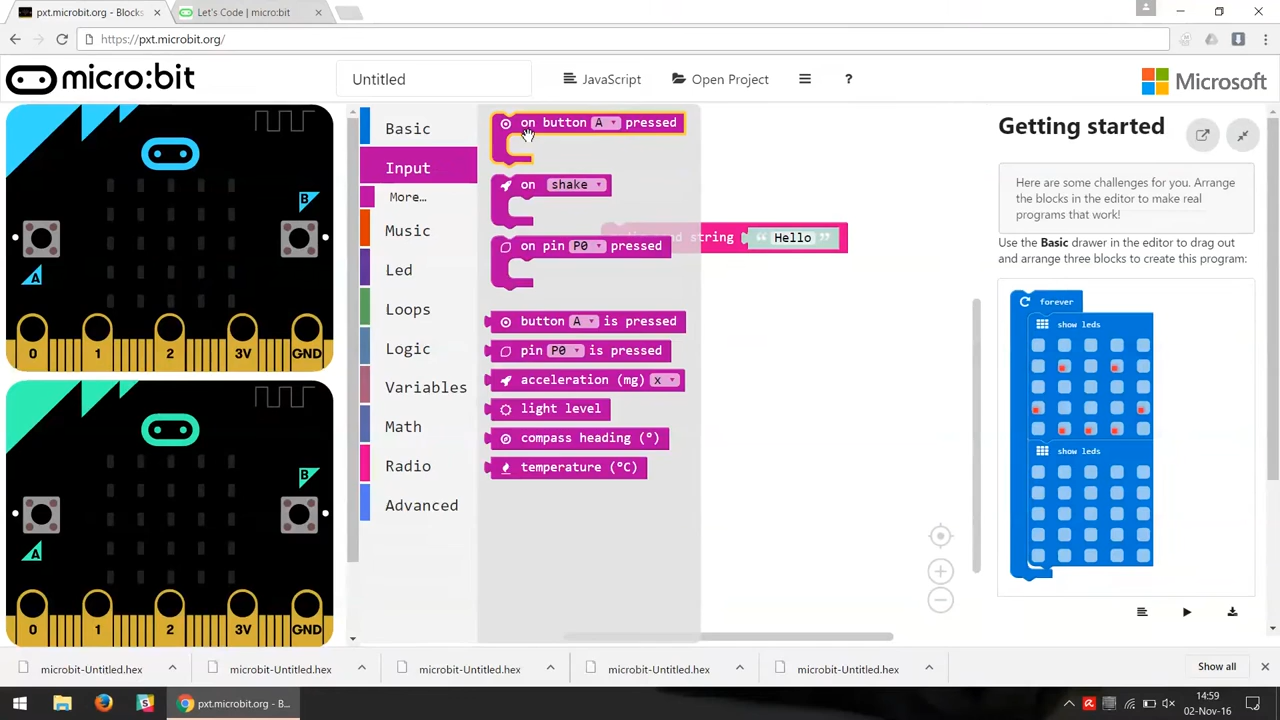 pxt.microbit.org - Blocks
Let's Code | micro:bit
https://pxt.microbit.org/
micro:bit
Untitled
JavaScript
Open Project
?
Microsoft
Basic
Input
More...
Music
Led
Loops
Logic
Variables
Math
Radio
Advanced
on button A pressed
on shake
on pin P0 pressed
button A is pressed
pin P0 is pressed
acceleration (mg) x
light level
compass heading (°)
temperature (°C)
string “ Hello ”
Getting started
Here are some challenges for you. Arrange
the blocks in the editor to make real
programs that work!
Use the Basic drawer in the editor to drag out
and arrange three blocks to create this program:
forever
show leds
show leds
B
A
0 1 2 3V GND
B
A
0 1 2 3V GND
microbit-Untitled.hex
microbit-Untitled.hex
microbit-Untitled.hex
microbit-Untitled.hex
microbit-Untitled.hex
Show all
pxt.microbit.org - B...
14:59
02-Nov-16